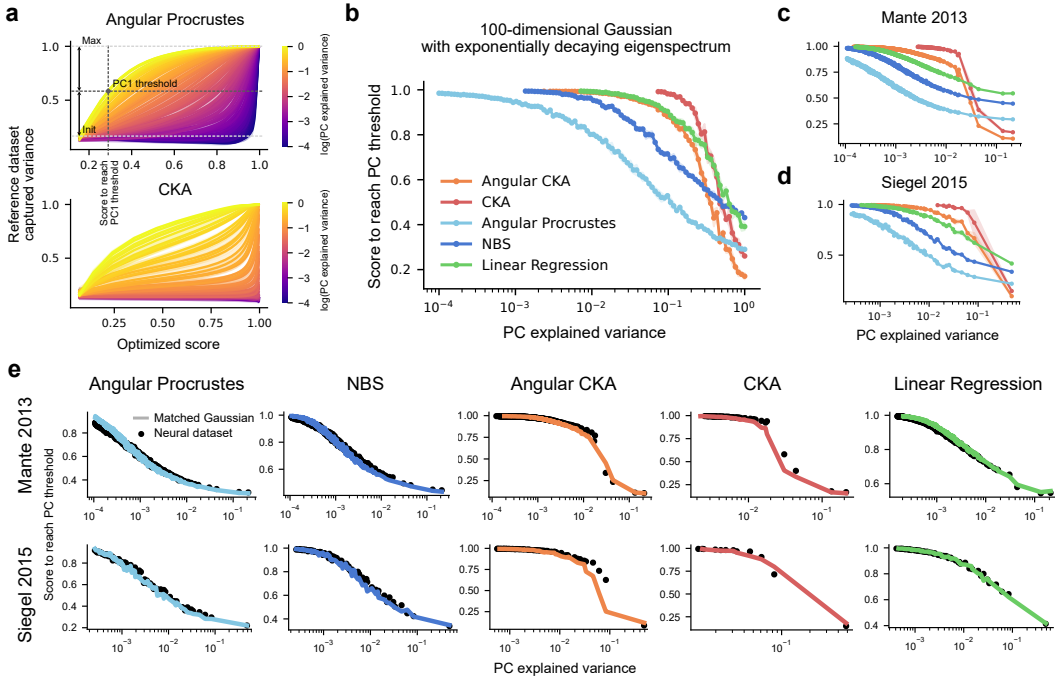 a
Angular Procrustes
Max
PC1 threshold
Init
1.0
0.5
0.2
0.4
0.6
0.8
1.0
0
−1
−2
−3
−4
log(PC explained variance)
Reference dataset
captured variance
Score to reach
PC1 threshold
CKA
1.0
0.5
0.25
0.50
0.75
1.00
0
−1
−2
−3
−4
log(PC explained variance)
Optimized score
b
100-dimensional Gaussian
with exponentially decaying eigenspectrum
Score to reach PC threshold
1.0
0.8
0.6
0.4
0.2
Angular CKA
CKA
Angular Procrustes
NBS
Linear Regression
10⁻⁴
10⁻³
10⁻²
10⁻¹
10⁰
PC explained variance
c
Mante 2013
1.00
0.75
0.50
0.25
10⁻⁴
10⁻³
10⁻²
10⁻¹
d
Siegel 2015
1.0
0.5
10⁻³
10⁻²
10⁻¹
PC explained variance
e
Angular Procrustes
NBS
Angular CKA
CKA
Linear Regression
Mante 2013
Siegel 2015
Score to reach PC threshold
Matched Gaussian
Neural dataset
0.8
0.6
0.4
10⁻⁴
10⁻³
10⁻²
10⁻¹
1.0
0.8
0.6
10⁻⁴
10⁻³
10⁻²
10⁻¹
1.00
0.75
0.50
0.25
10⁻⁴
10⁻³
10⁻²
10⁻¹
1.00
0.75
0.50
0.25
10⁻²
10⁻¹
1.0
0.8
0.6
10⁻³
10⁻²
10⁻¹
0.8
0.6
0.4
0.2
10⁻³
10⁻²
10⁻¹
1.0
0.8
0.6
0.4
10⁻³
10⁻²
10⁻¹
1.00
0.75
0.50
0.25
10⁻³
10⁻²
10⁻¹
1.00
0.75
0.50
0.25
10⁻¹
1.0
0.8
0.6
0.4
10⁻³
10⁻²
10⁻¹
PC explained variance